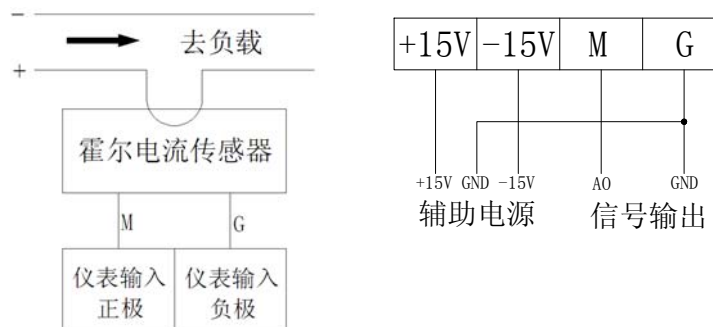 −
去负载
+
霍尔电流传感器
M
G
仪表输入
正极
仪表输入
负极
+15V
-15V
M
G
+15V GND -15V
AO
GND
辅助电源
信号输出